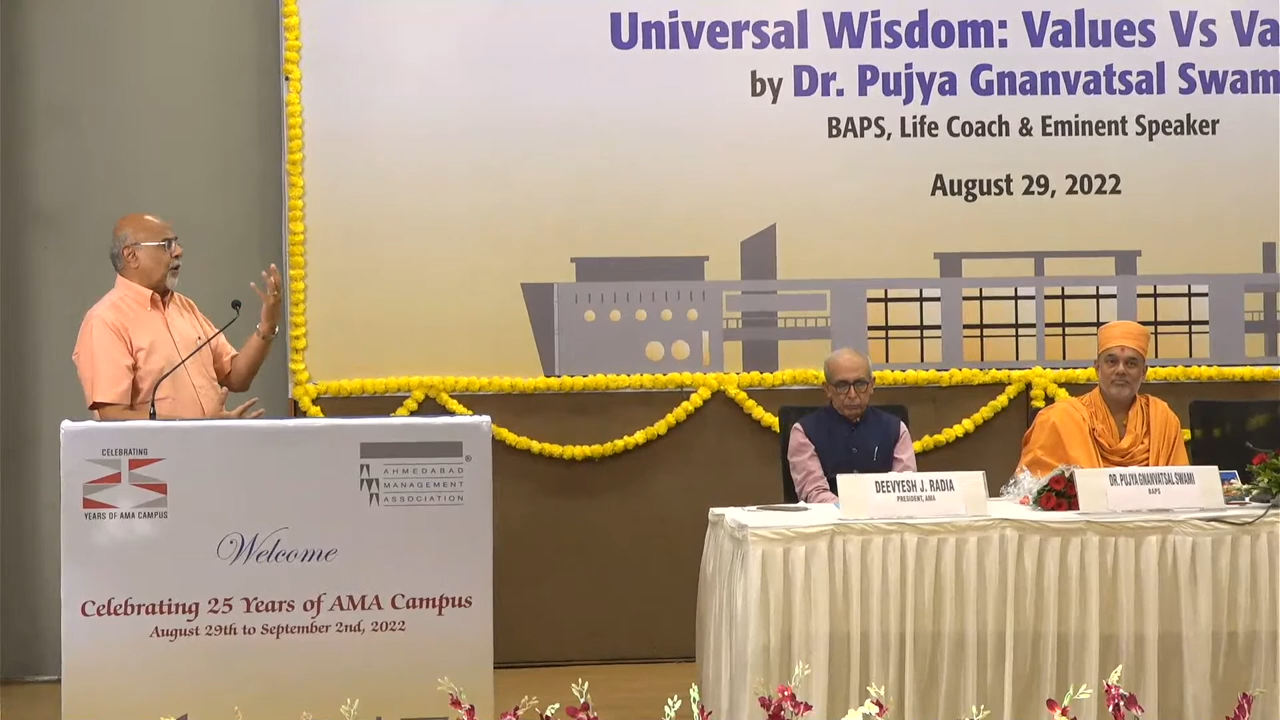 Universal Wisdom: Values Vs Va
by Dr. Pujya Gnanvatsal Swam
BAPS, Life Coach & Eminent Speaker
August 29, 2022
CELEBRATING
YEARS OF AMA CAMPUS
AHMEDABAD
MANAGEMENT
ASSOCIATION
®
Welcome
Celebrating 25 Years of AMA Campus
August 29th to September 2nd, 2022
DEEVYESH J. RADIA
PRESIDENT, AMA
DR. PUJYA GNANVATSAL SWAMI
BAPS